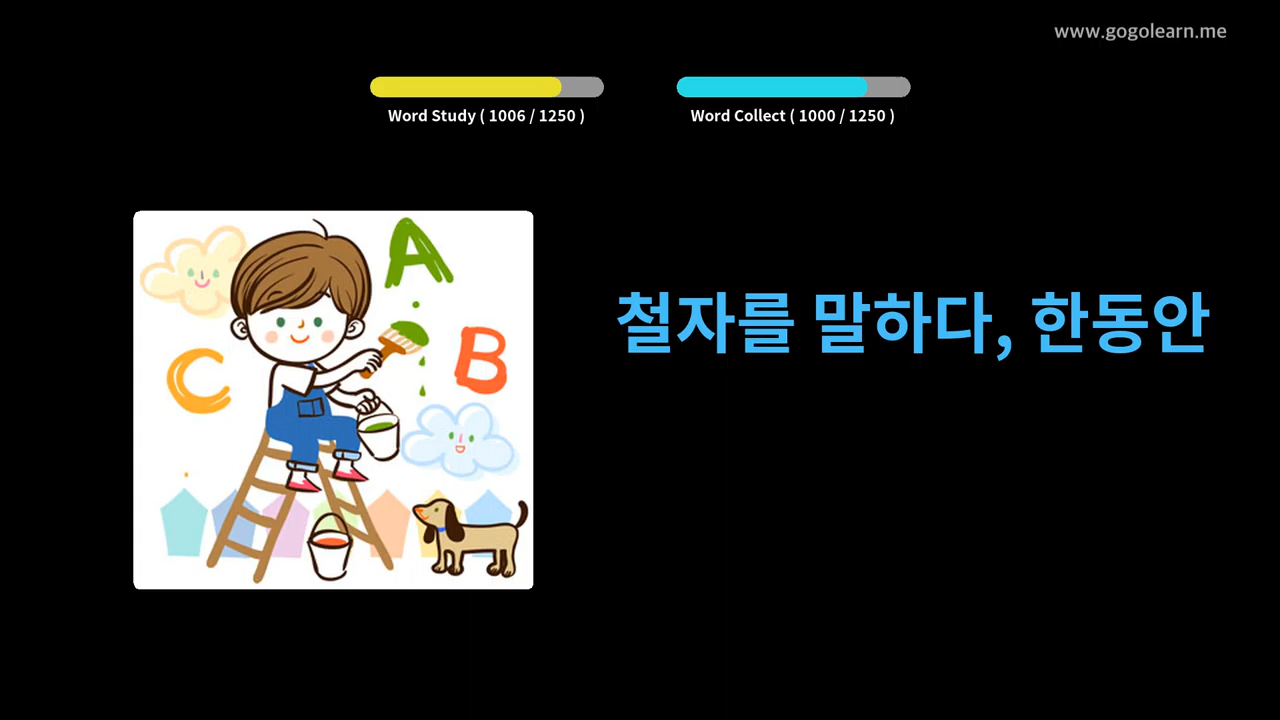 www.gogolearn.me
Word Study ( 1006 / 1250 )
Word Collect ( 1000 / 1250 )
A
B
C
철자를 말하다, 한동안